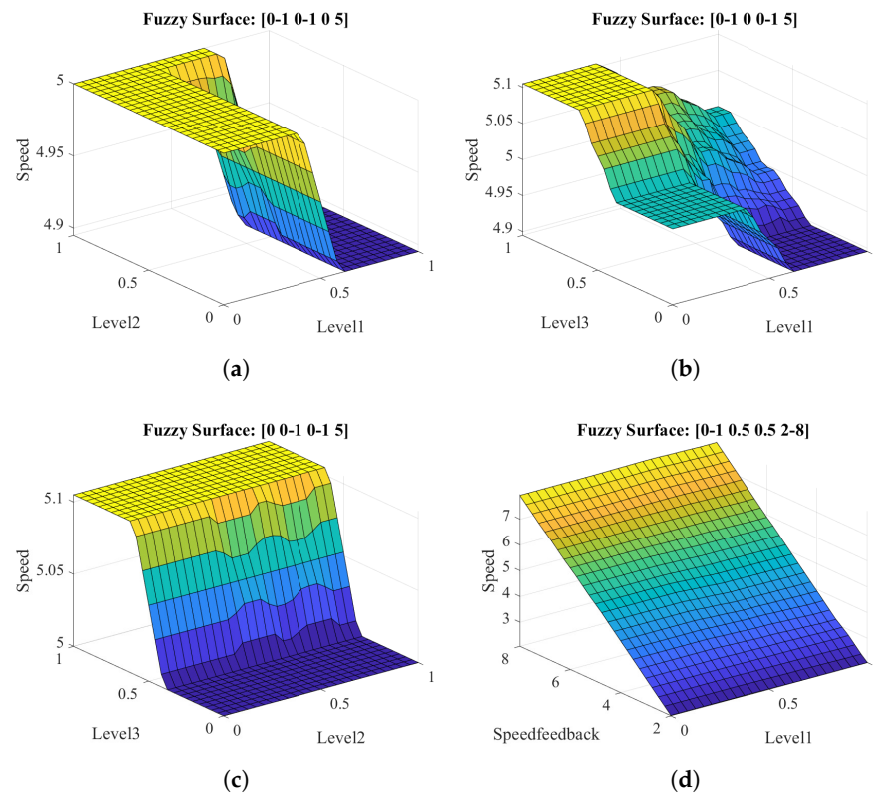 Fuzzy Surface: [0-1 0-1 0 5]
5
4.95
4.9
Speed
1
0.5
0
Level2
0
0.5
1
Level1
(a)
Fuzzy Surface: [0-1 0 0-1 5]
5.1
5.05
5
4.95
4.9
Speed
1
0.5
0
Level3
0
0.5
1
Level1
(b)
Fuzzy Surface: [0 0-1 0-1 5]
5.1
5.05
5
Speed
1
0.5
0
Level3
0
0.5
1
Level2
(c)
Fuzzy Surface: [0-1 0.5 0.5 2-8]
7
6
5
4
3
Speed
8
6
4
2
Speedfeedback
0
0.5
Level1
(d)